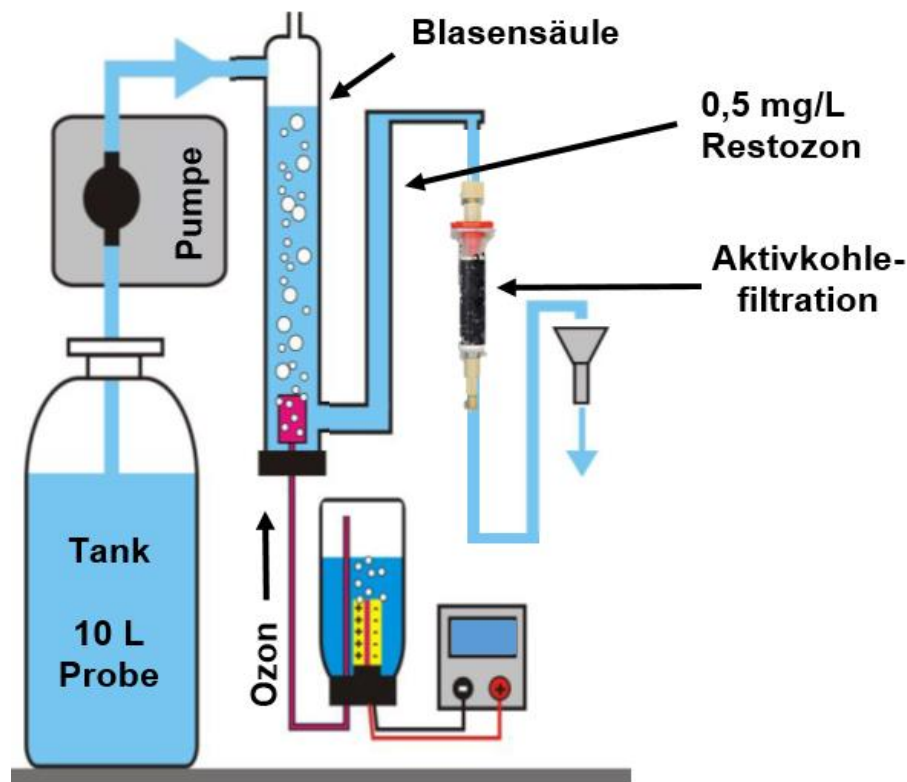 Blasensäule
0,5 mg/L
Restozon
Pumpe
Aktivkohle-
filtration
Tank
10 L
Probe
Ozon
+ -
+ -
+ -
+ -
+ -
- +